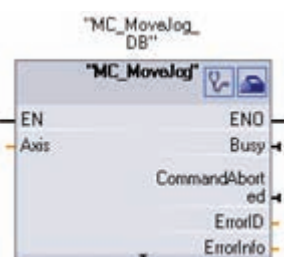 "MC_MoveJog_
DB"
"MC_MoveJog"
EN
ENO
Axis
Busy
CommandAbort
ed
ErrorID
ErrorInfo